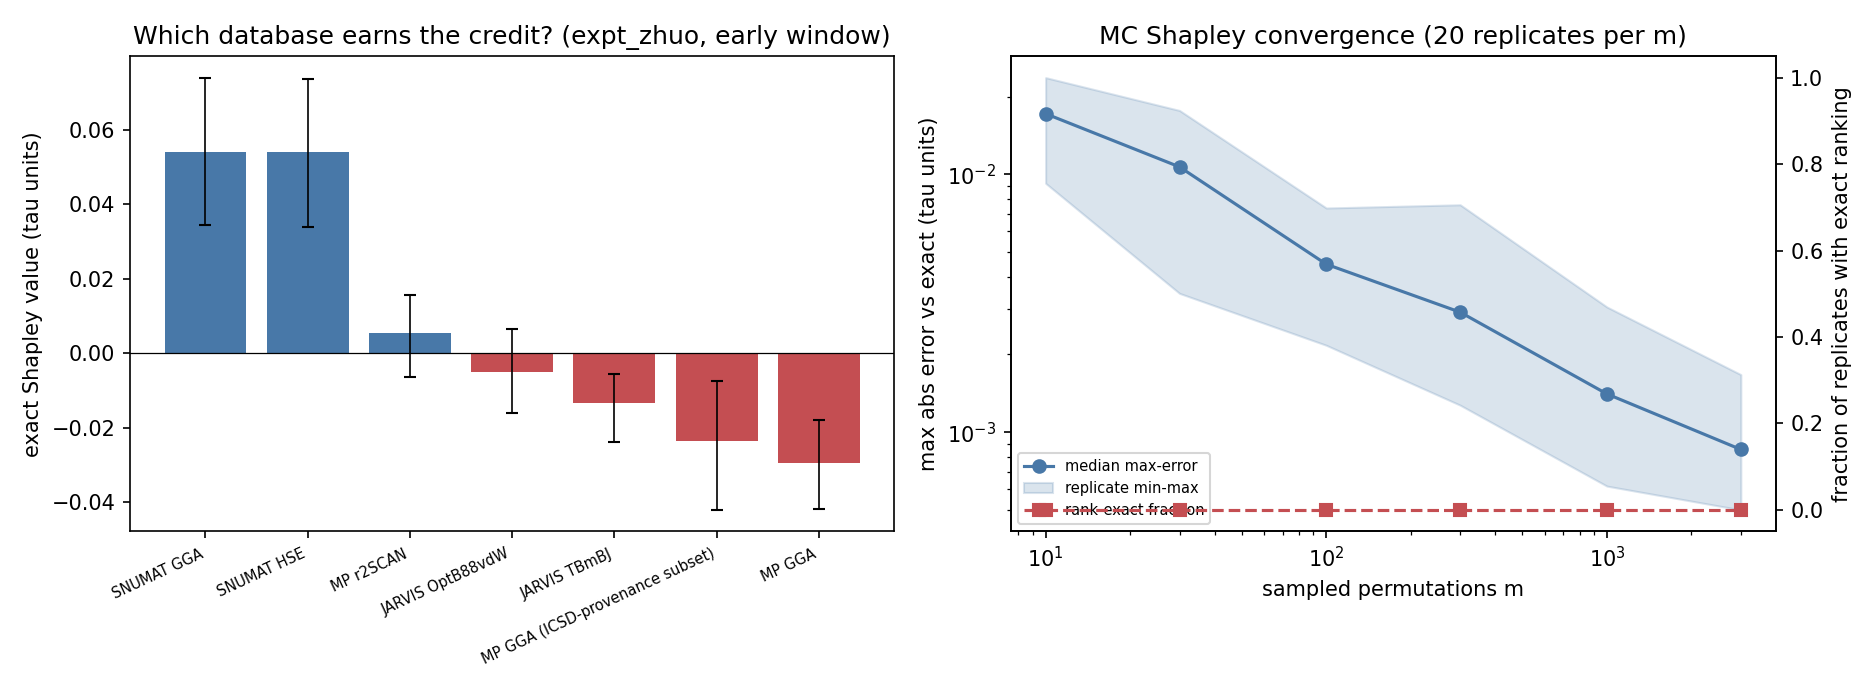 Which database earns the credit? (expt_zhuo, early window)
exact Shapley value (tau units)
0.06
0.04
0.02
0.00
−0.02
−0.04
SNUMAT GGA
SNUMAT HSE
MP r2SCAN
JARVIS OptB88vdW
JARVIS TBmBJ
MP GGA (ICSD-provenance subset)
MP GGA
MC Shapley convergence (20 replicates per m)
max abs error vs exact (tau units)
10⁻²
10⁻³
median max-error
replicate min-max
rank-exact fraction
10¹
10²
10³
sampled permutations m
1.0
0.8
0.6
0.4
0.2
0.0
fraction of replicates with exact ranking